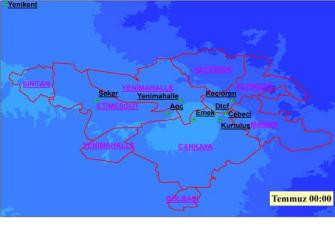 Yenikent
KEÇİÖREN
SİNCAN
YENİMAHALLE
Şeker
Yenimahalle
Keçiören
ETİMESGUT
Aoç
Dtcf
Emek
Cebeci
Kurtuluş
MAMAK
YENİMAHALLE
ÇANKAYA
GÖLBAŞI
Temmuz 00:00